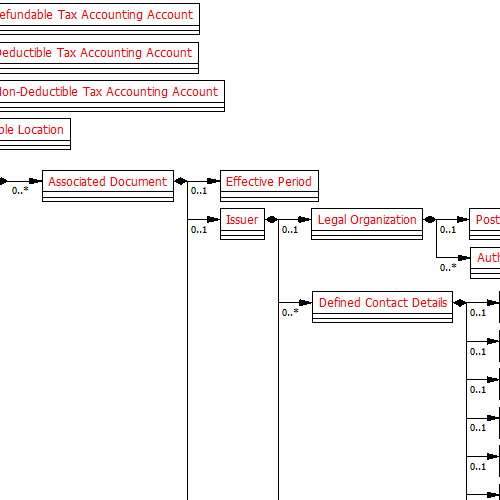 efundable Tax Accounting Account
Deductible Tax Accounting Account
Non-Deductible Tax Accounting Account
ble Location
0..* Associated Document 0..1 Effective Period
0..1 Issuer 0..1 Legal Organization 0..1 Post
0..* Auth
0..* Defined Contact Details 0..1
0..1
0..1
0..1
0..1